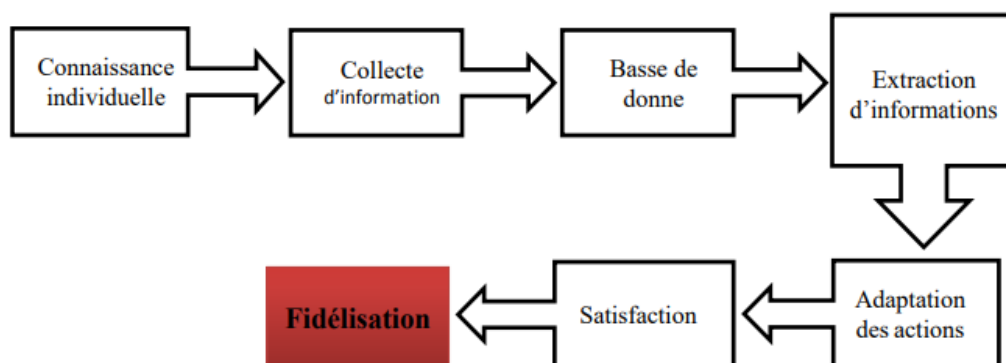 Connaissance
individuelle
Collecte
d'information
Basse de
donne
Extraction
d'informations
Adaptation
des actions
Satisfaction
Fidélisation